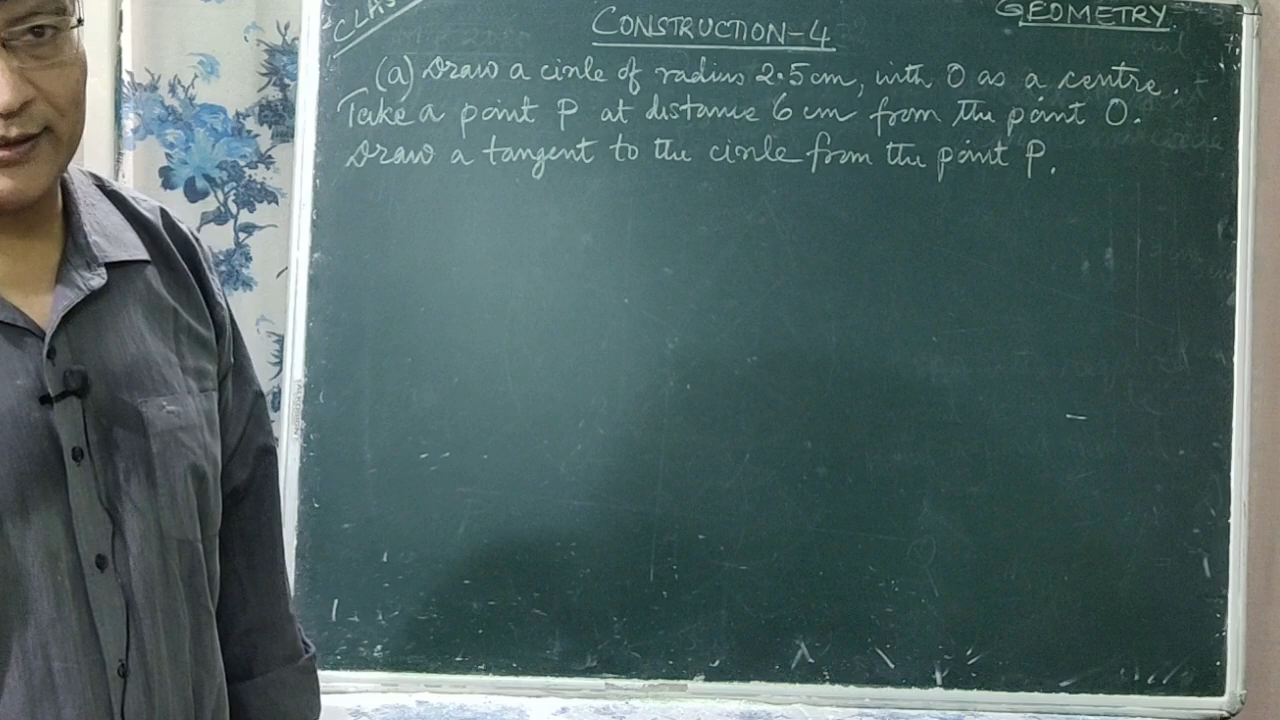 CLAS
CONSTRUCTION-4
GEOMETRY.
(a) Draw a circle of radius 2.5 cm, with O as a centre.
Take a point P at distance 6 cm from the point O.
Draw a tangent to the circle from the point P.